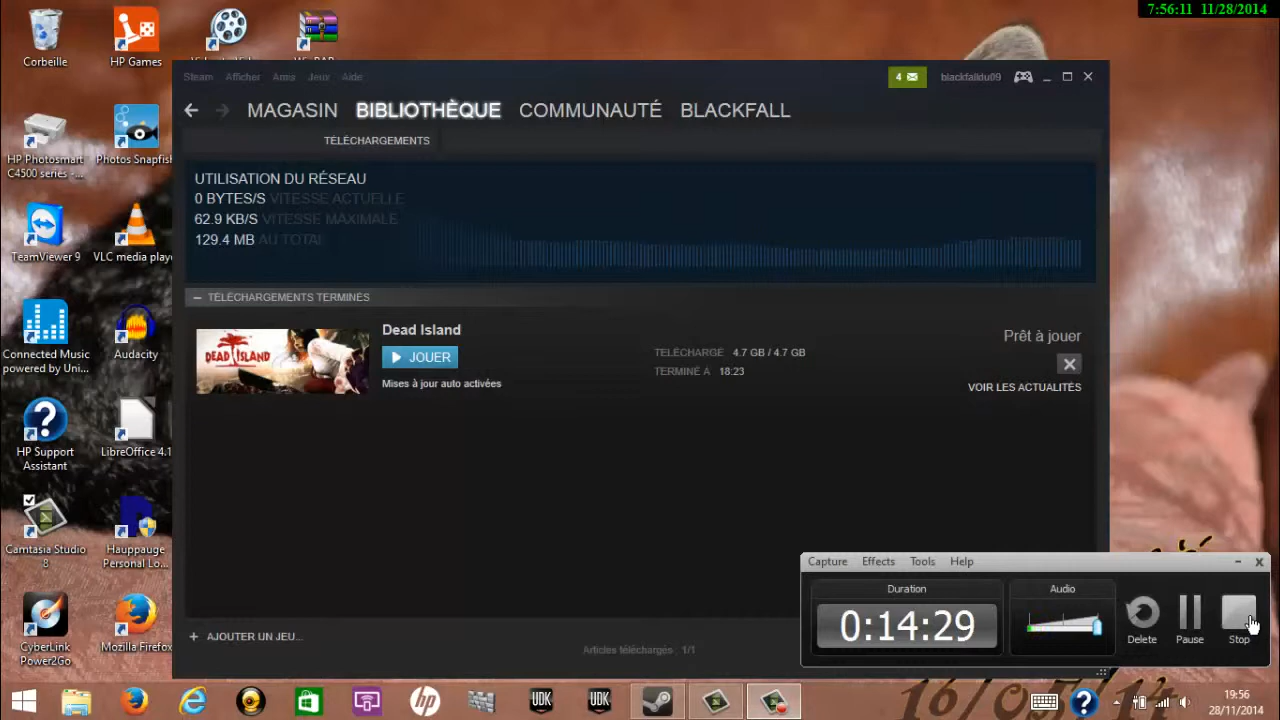 7:56:11 11/28/2014
Corbeille
HP Games
Steam Afficher Amis Jeux Aide
4
blackfalldu09
MAGASIN BIBLIOTHÈQUE COMMUNAUTÉ BLACKFALL
TÉLÉCHARGEMENTS
HP Photosmart C4500 series - ...
Photos Snapfish
UTILISATION DU RÉSEAU
0 BYTES/S VITESSE ACTUELLE
62.9 KB/S VITESSE MAXIMALE
129.4 MB AU TOTAL
TeamViewer 9
VLC media playe
TÉLÉCHARGEMENTS TERMINÉS
DEAD ISLAND
Dead Island
JOUER
Mises à jour auto activées
TÉLÉCHARGÉ 4.7 GB / 4.7 GB
TERMINÉ À 18:23
Prêt à jouer
VOIR LES ACTUALITÉS
Connected Music powered by Uni...
Audacity
HP Support Assistant
LibreOffice 4.1
Camtasia Studio 8
Hauppauge Personal Lo...
CyberLink Power2Go
Mozilla Firefox
+ AJOUTER UN JEU...
Articles téléchargés 1/1
Capture Effects Tools Help
Duration
0:14:29
Audio
Delete
Pause
Stop
hp
UDK
UDK
19:56
28/11/2014